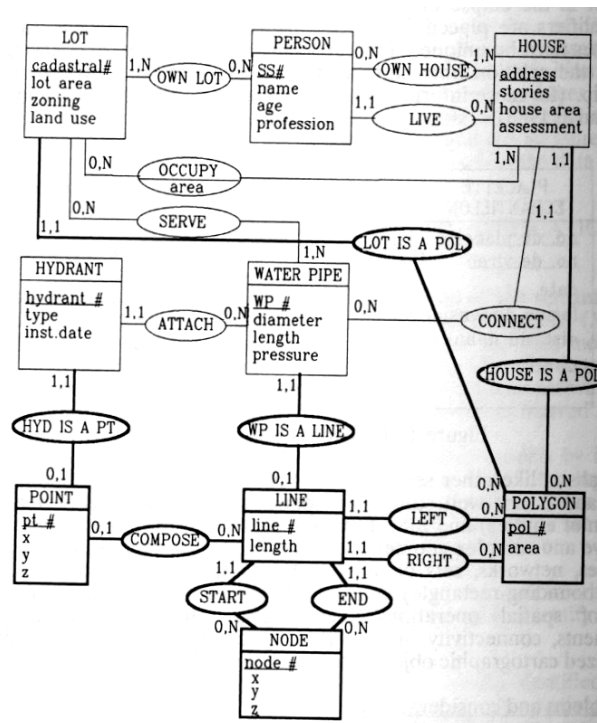 LOT
cadastral#
lot area
zoning
land use
1,N
OWN LOT
0,N
PERSON
SS#
name
age
profession
0,N
OWN HOUSE
1,N
1,1
LIVE
0,N
HOUSE
address
stories
house area
assessment
0,N
OCCUPY
area
1,N
1,1
0,N
SERVE
1,N
1,1
LOT IS A POL
1,1
HYDRANT
hydrant #
type
inst.date
1,1
ATTACH
0,N
WATER PIPE
WP #
diameter
length
pressure
0,N
CONNECT
1,1
HYD IS A PT
0,1
1,1
WP IS A LINE
0,1
HOUSE IS A POL
0,N
0,N
POINT
pt #
x
y
z
0,1
COMPOSE
0,N
LINE
line #
length
1,1
LEFT
0,N
1,1
RIGHT
0,N
POLYGON
pol #
area
1,1
START
0,N
1,1
END
0,N
NODE
node #
x
y
z